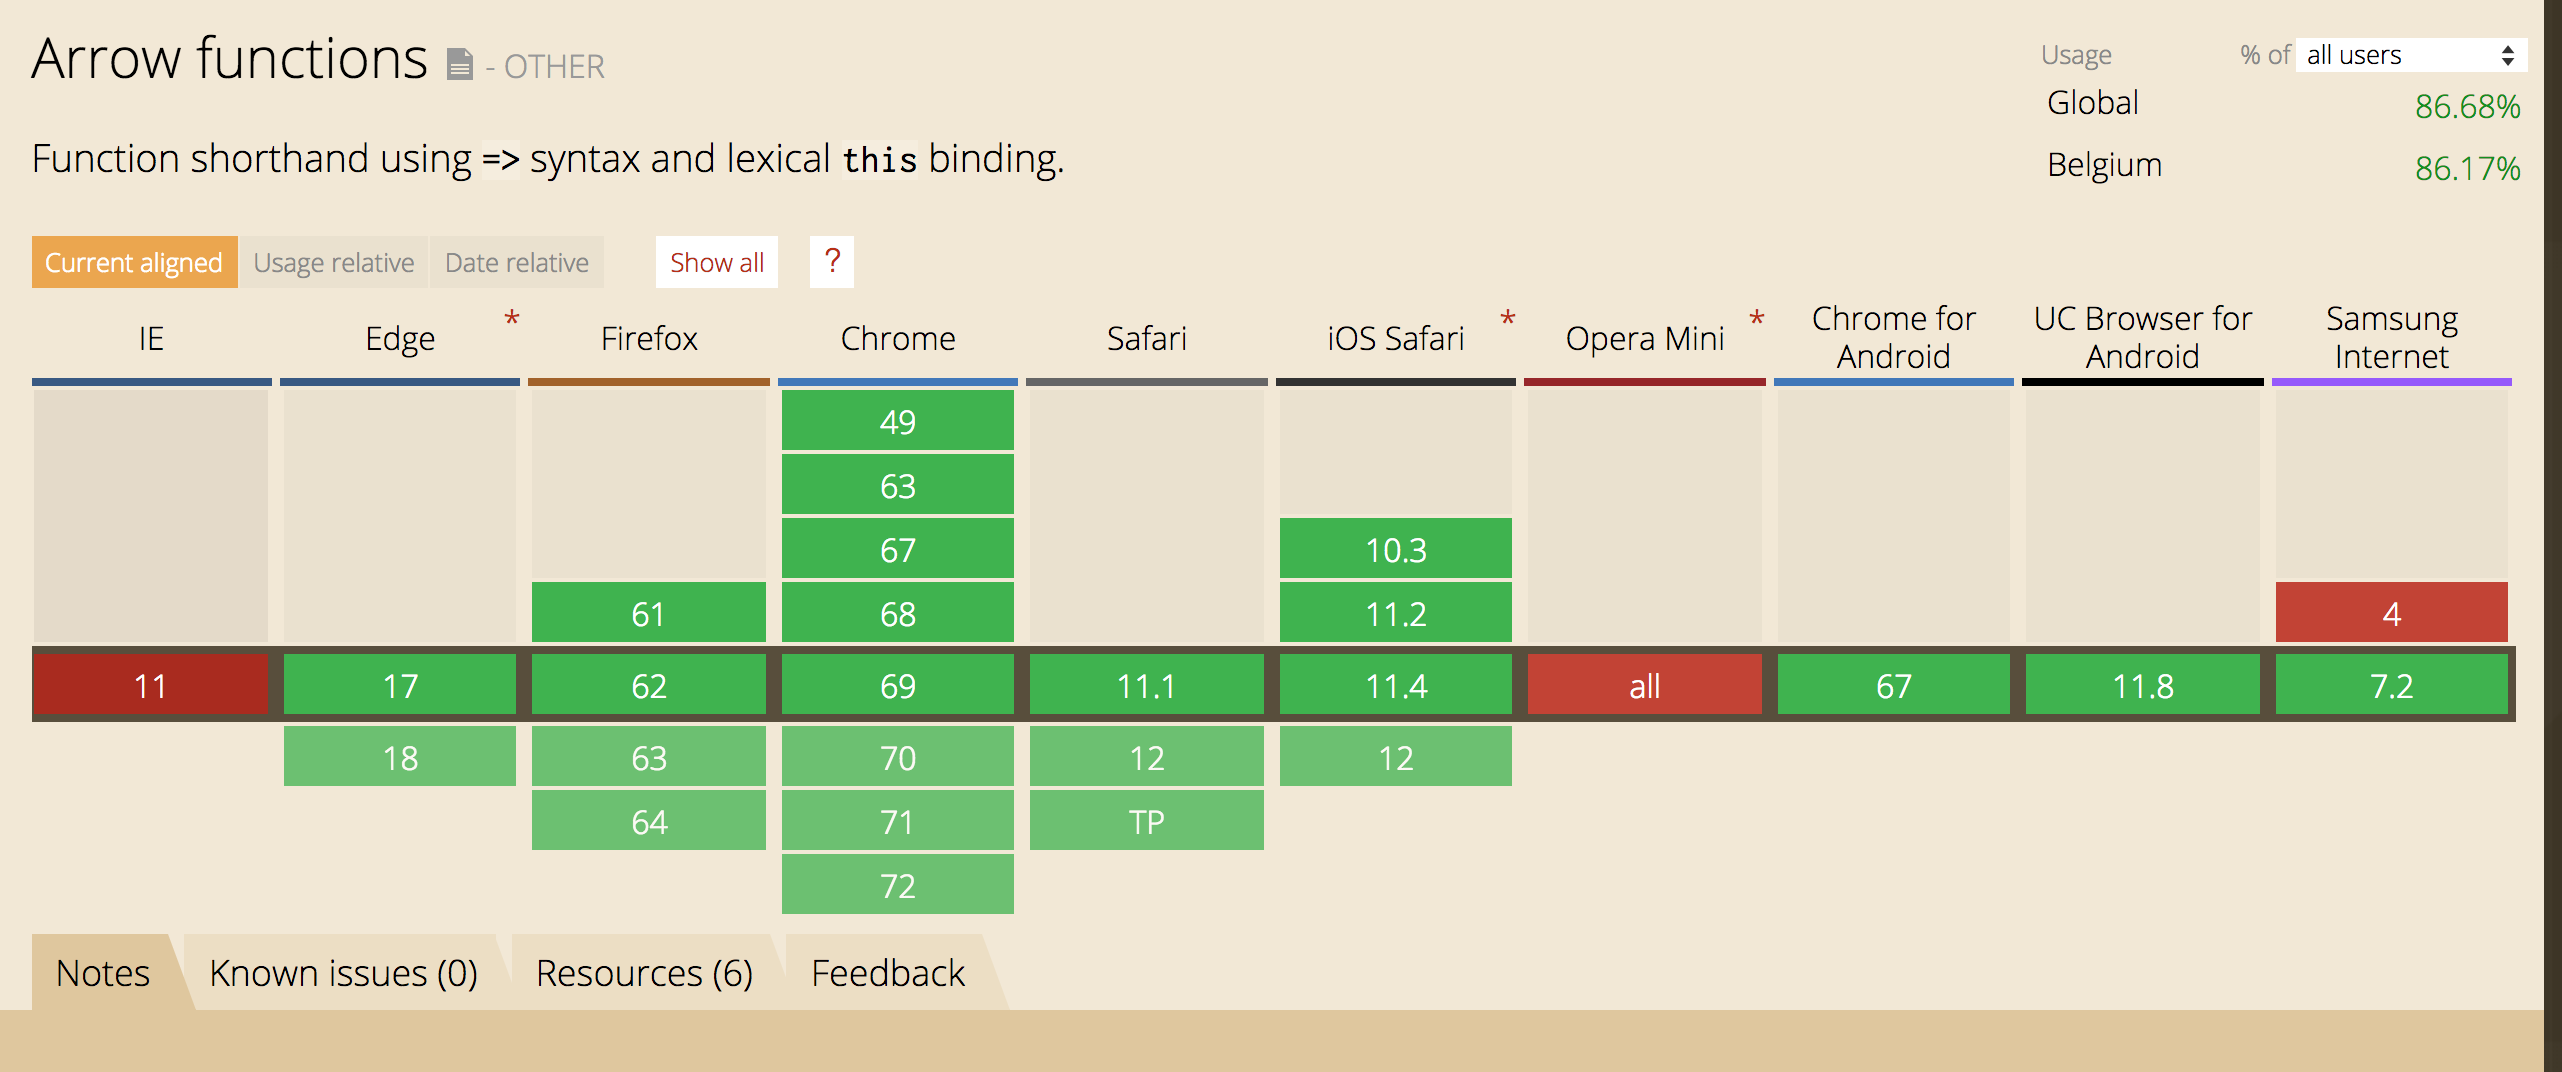 Arrow functions - OTHER
Usage % of all users
Global 86.68%
Belgium 86.17%
Function shorthand using => syntax and lexical this binding.
Current aligned Usage relative Date relative Show all ?
IE Edge * Firefox Chrome Safari iOS Safari * Opera Mini * Chrome for Android UC Browser for Android Samsung Internet
49
63
67 10.3
61 68 11.2 4
11 17 62 69 11.1 11.4 all 67 11.8 7.2
18 63 70 12 12
64 71 TP
72
Notes Known issues (0) Resources (6) Feedback